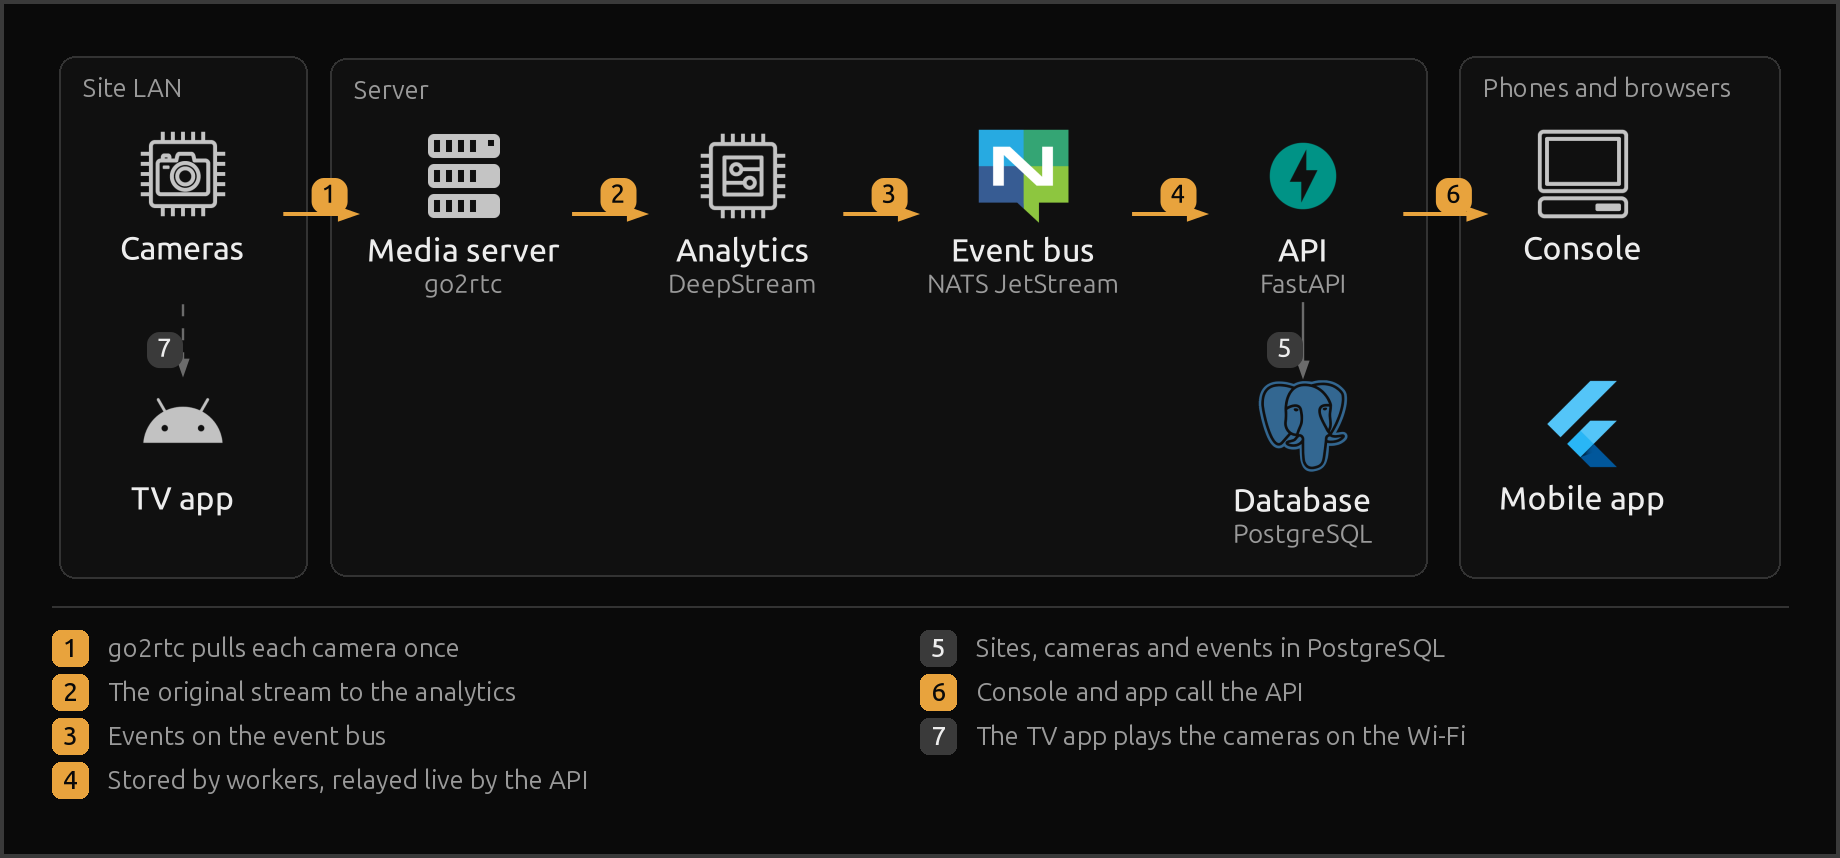 Site LAN
Server
Phones and browsers
1
2
3
4
6
Cameras
Media server
go2rtc
Analytics
DeepStream
Event bus
NATS JetStream
API
FastAPI
Console
7
5
TV app
Database
PostgreSQL
Mobile app
1 go2rtc pulls each camera once
2 The original stream to the analytics
3 Events on the event bus
4 Stored by workers, relayed live by the API
5 Sites, cameras and events in PostgreSQL
6 Console and app call the API
7 The TV app plays the cameras on the Wi-Fi